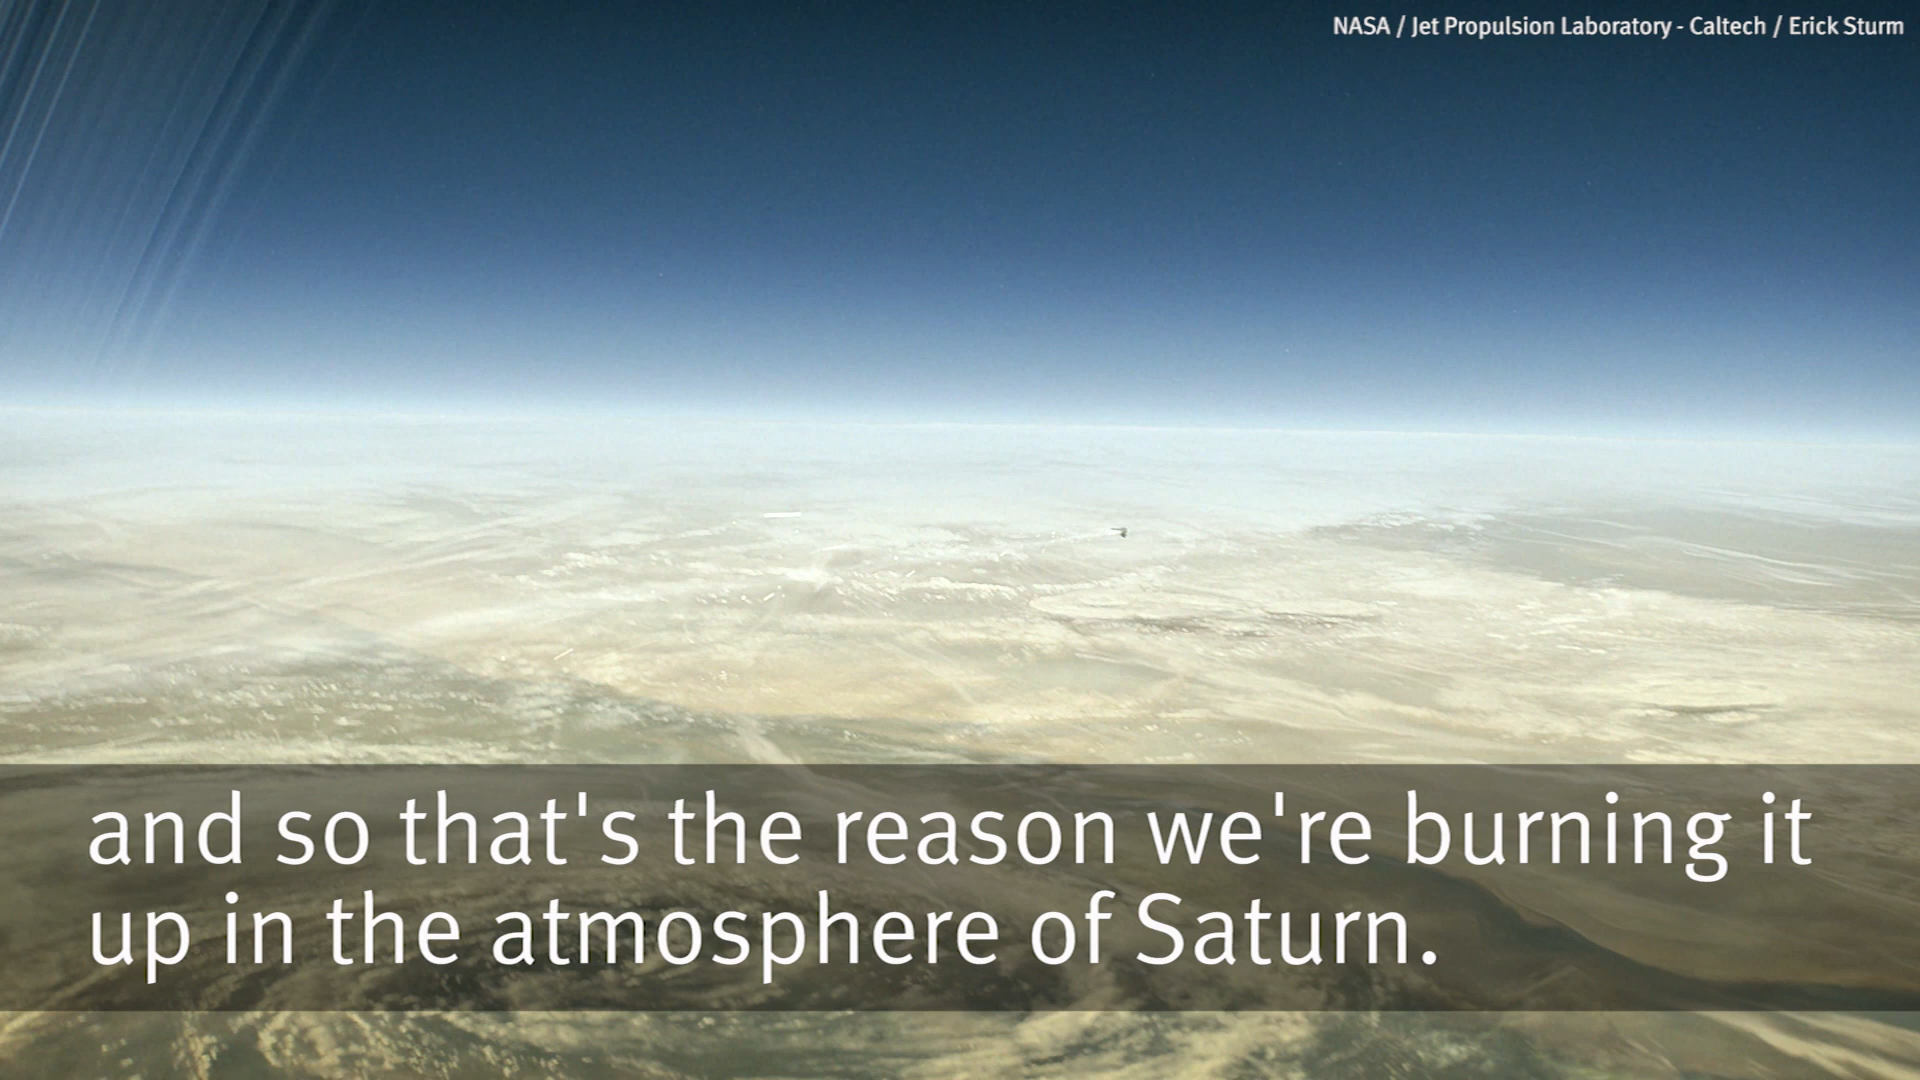 NASA / Jet Propulsion Laboratory - Caltech / Erick Sturm
and so that's the reason we're burning it
up in the atmosphere of Saturn.